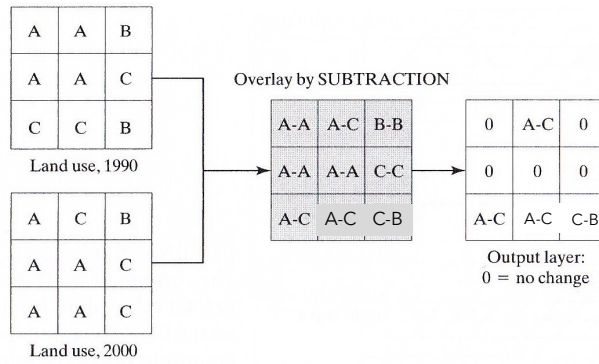 A A B
A A C
C C B
Land use, 1990
A C B
A A C
A A C
Land use, 2000
Overlay by SUBTRACTION
A-A A-C B-B
A-A A-A C-C
A-C A-C C-B
0 A-C 0
0 0 0
A-C A-C C-B
Output layer:
0 = no change